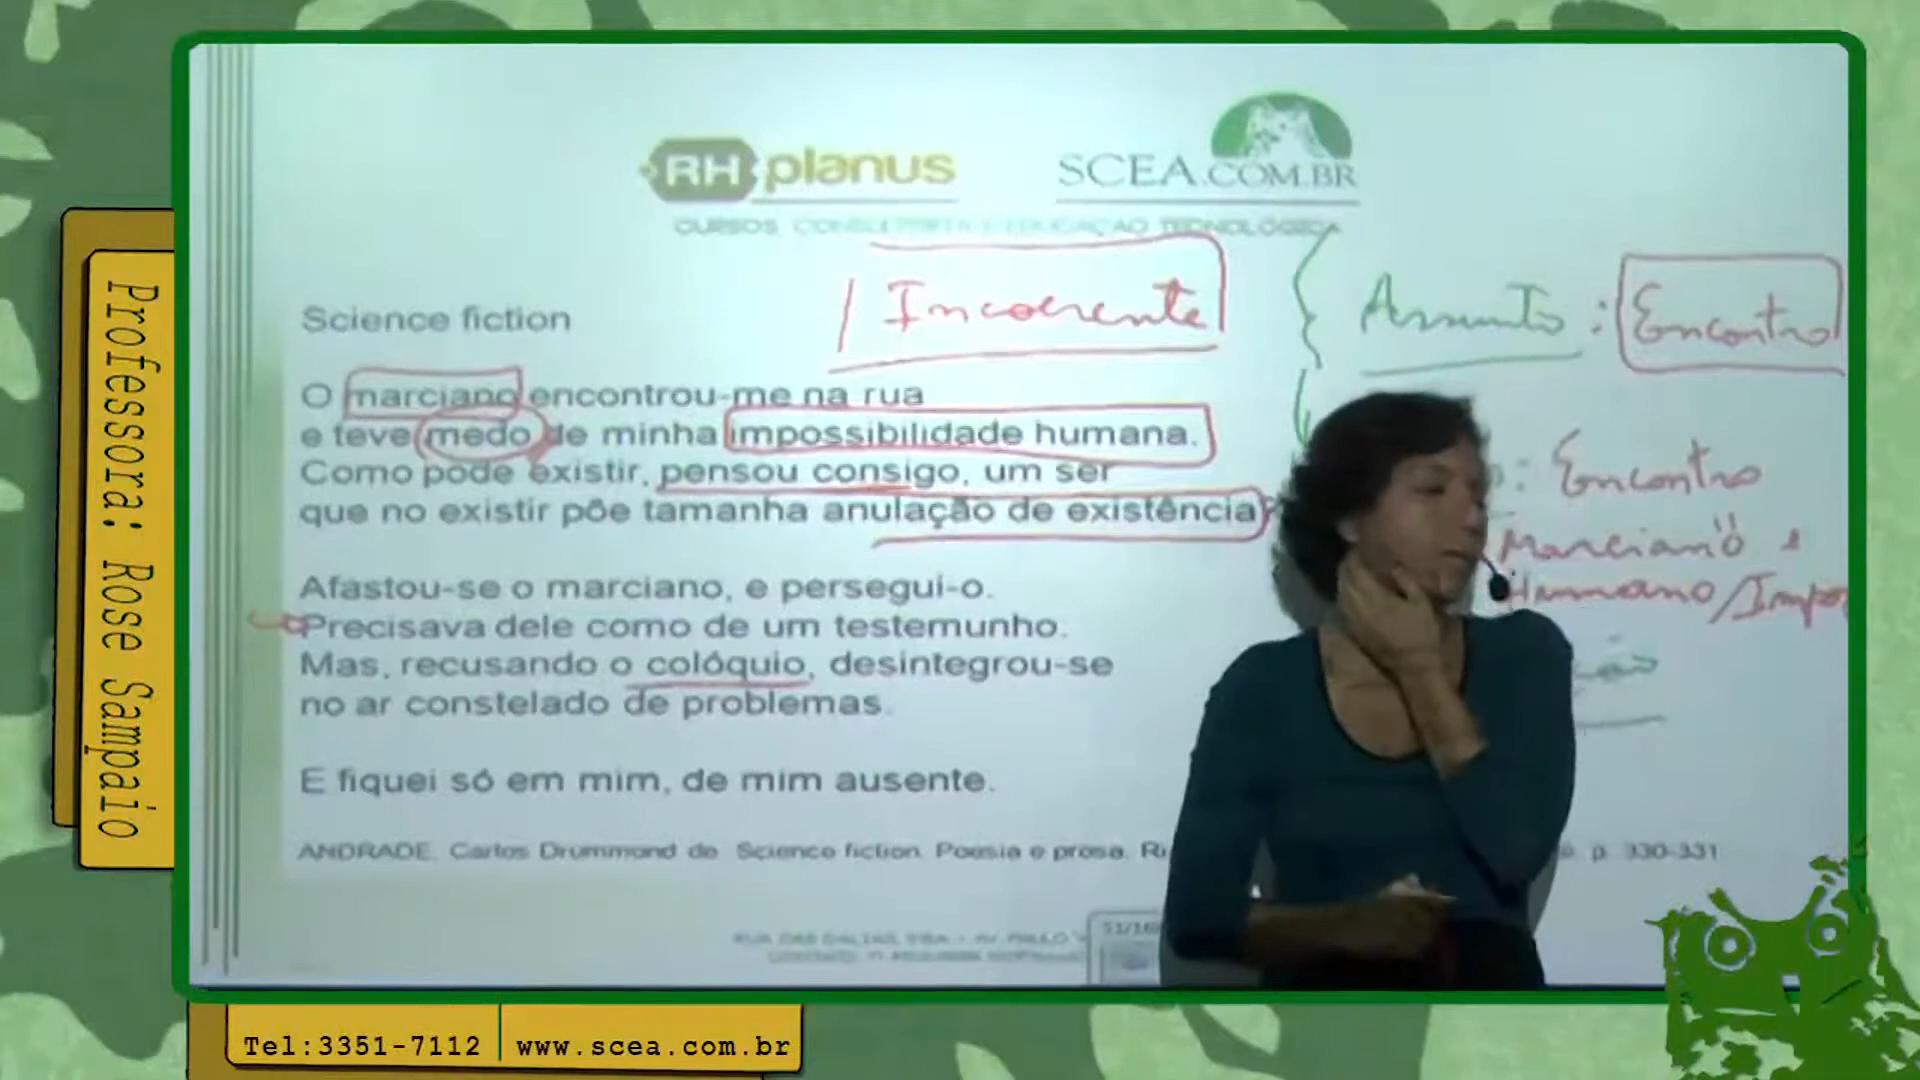 RH planus
SCEA.COM.BR
CURSOS CONSULTORIA E EDUCAÇÃO TECNOLÓGICA
Incoerente
Assunto: Encontro
Science fiction
O marciano encontrou-me na rua
e teve medo de minha impossibilidade humana.
Como pode existir, pensou consigo, um ser
que no existir põe tamanha anulação de existência?
: Encontro
"Marciano" e
Humano/
Afastou-se o marciano, e persegui-o.
Precisava dele como de um testemunho.
Mas, recusando o colóquio, desintegrou-se
no ar constelado de problemas.
E fiquei só em mim, de mim ausente.
ANDRADE, Carlos Drummond de. Science fiction. Poesia e prosa. p. 330-331
Professora: Rose Sampaio
Tel:3351-7112
www.scea.com.br